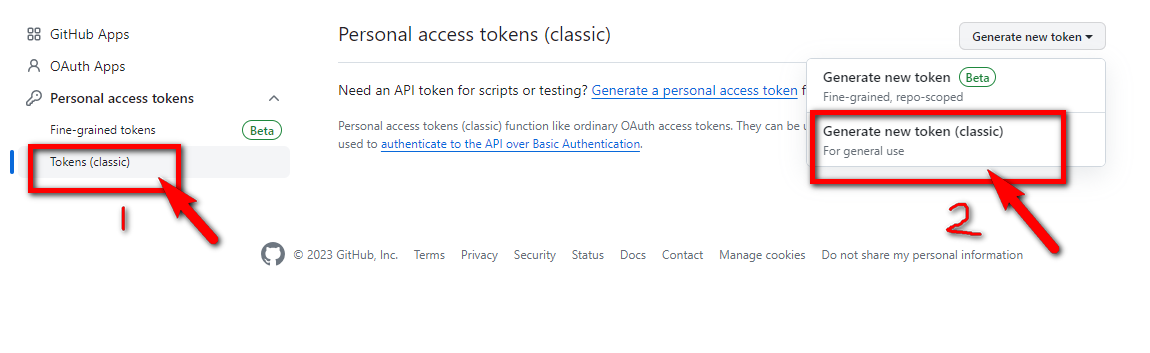 GitHub Apps
OAuth Apps
Personal access tokens
Fine-grained tokens Beta
Tokens (classic)
1
Personal access tokens (classic)
Generate new token
Need an API token for scripts or testing? Generate a personal access token f
Personal access tokens (classic) function like ordinary OAuth access tokens. They can be u
used to authenticate to the API over Basic Authentication.
Generate new token Beta
Fine-grained, repo-scoped
Generate new token (classic)
For general use
2
© 2023 GitHub, Inc. Terms Privacy Security Status Docs Contact Manage cookies Do not share my personal information